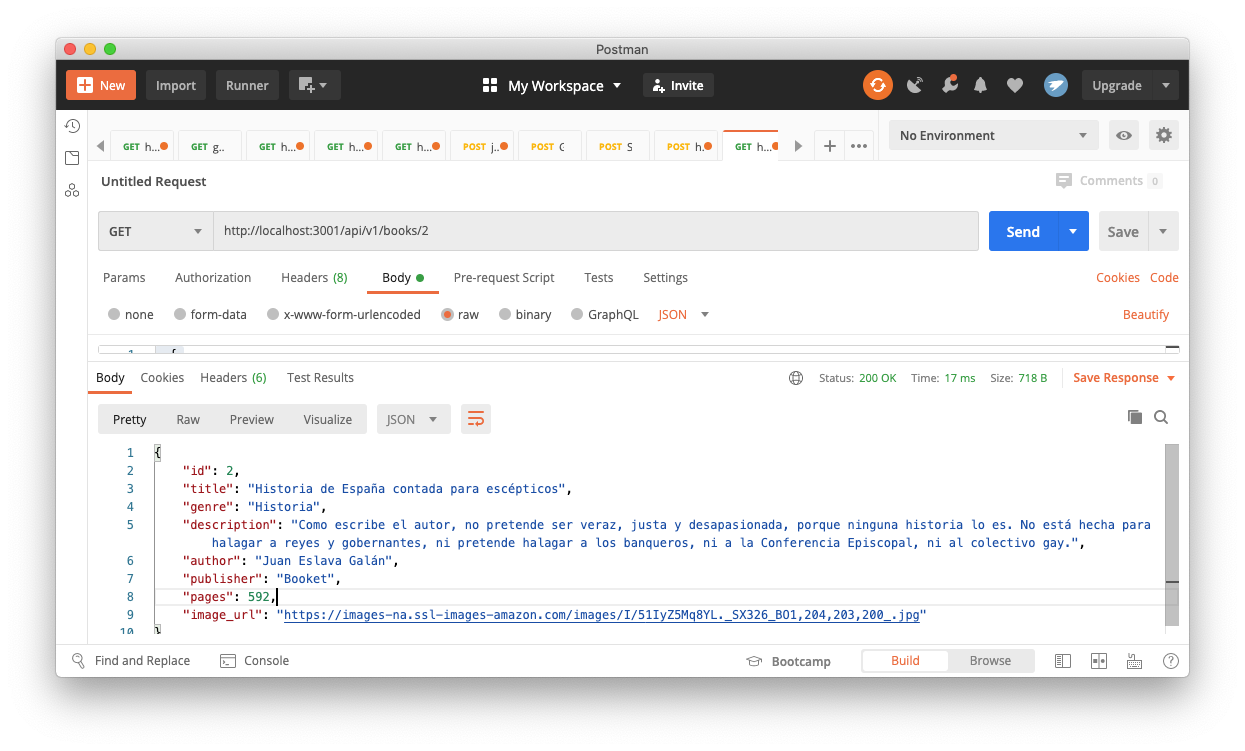 Postman
New Import Runner My Workspace Invite Upgrade
GET h... GET g.. GET h... GET h... GET h... POST j... POST POST S POST h. GET h... No Environment
Untitled Request Comments 0
GET http://localhost:3001/api/v1/books/2 Send Save
Params Authorization Headers (8) Body Pre-request Script Tests Settings Cookies Code
none form-data x-www-form-urlencoded raw binary GraphQL JSON Beautify
1 {
Body Cookies Headers (6) Test Results Status: 200 OK Time: 17 ms Size: 718 B Save Response
Pretty Raw Preview Visualize JSON
1 {
2 "id": 2,
3 "title": "Historia de España contada para escépticos",
4 "genre": "Historia",
5 "description": "Como escribe el autor, no pretende ser veraz, justa y desapasionada, porque ninguna historia lo es. No está hecha para
halagar a reyes y gobernantes, ni pretende halagar a los banqueros, ni a la Conferencia Episcopal, ni al colectivo gay.",
6 "author": "Juan Eslava Galán",
7 "publisher": "Booket",
8 "pages": 592,
9 "image_url": "https://images-na.ssl-images-amazon.com/images/I/51IyZ5Mq8YL._SX326_BO1,204,203,200_.jpg"
10 }
Find and Replace Console Bootcamp Build Browse